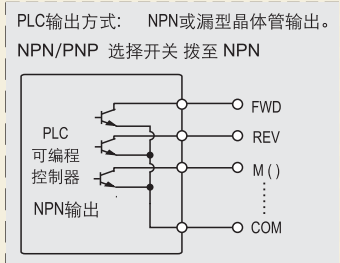 PLC输出方式: NPN或漏型晶体管输出。
NPN/PNP 选择开关 拨至 NPN
FWD
PLC
REV
可编程
控制器
M ( )
NPN输出
COM